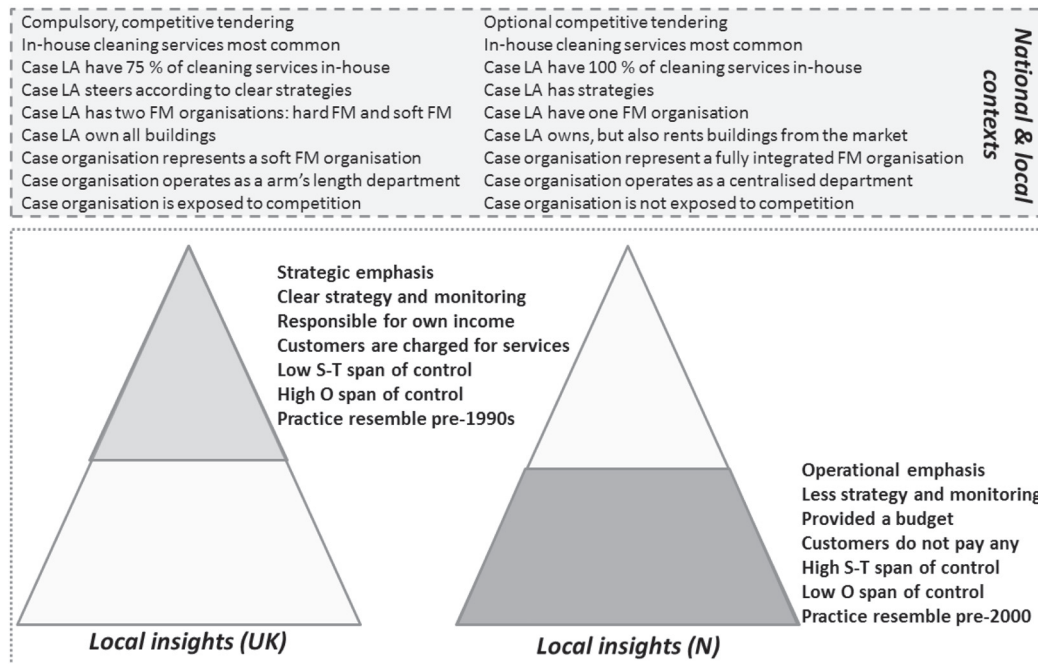 Compulsory, competitive tendering
In-house cleaning services most common
Case LA have 75 % of cleaning services in-house
Case LA steers according to clear strategies
Case LA has two FM organisations: hard FM and soft FM
Case LA own all buildings
Case organisation represents a soft FM organisation
Case organisation operates as a arm's length department
Case organisation is exposed to competition
Optional competitive tendering
In-house cleaning services most common
Case LA have 100 % of cleaning services in-house
Case LA has strategies
Case LA have one FM organisation
Case LA owns, but also rents buildings from the market
Case organisation represent a fully integrated FM organisation
Case organisation operates as a centralised department
Case organisation is not exposed to competition
National & local
contexts
Strategic emphasis
Clear strategy and monitoring
Responsible for own income
Customers are charged for services
Low S-T span of control
High O span of control
Practice resemble pre-1990s
Local insights (UK)
Operational emphasis
Less strategy and monitoring
Provided a budget
Customers do not pay any
High S-T span of control
Low O span of control
Practice resemble pre-2000
Local insights (N)